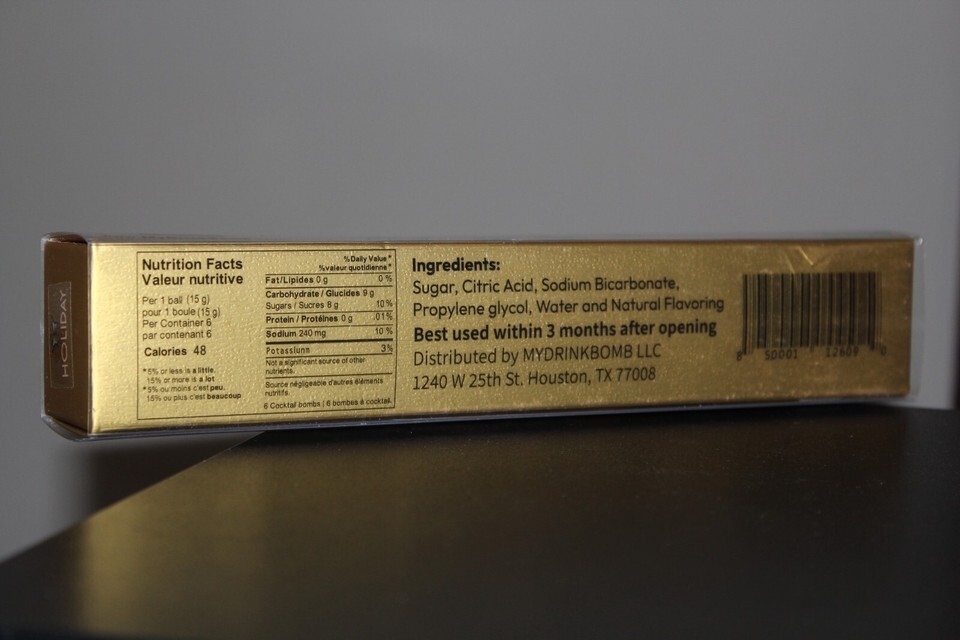 HOLIDAY
Nutrition Facts
Valeur nutritive
Per 1 ball (15 g)
pour 1 boule (15 g)
Per Container 6
par contenant 6
Calories 48
*5% or less is a little,
15% or more is a lot
*5% ou moins c'est peu,
15% ou plus c'est beaucoup
% Daily Value *
% valeur quotidienne *
Fat/Lipides 0 g 0 %
Carbohydrate / Glucides 9 g
Sugars / Sucres 8 g 10 %
Protein / Protéines 0 g .01 %
Sodium 240 mg 10 %
Potassium 3%
Not a significant source of other
nutrients.
Source négligeable d'autres éléments
nutritifs.
6 Cocktail bombs | 6 bombes à cocktail.
Ingredients:
Sugar, Citric Acid, Sodium Bicarbonate,
Propylene glycol, Water and Natural Flavoring
Best used within 3 months after opening
Distributed by MYDRINKBOMB LLC
1240 W 25th St. Houston, TX 77008
8 50001 12609 0